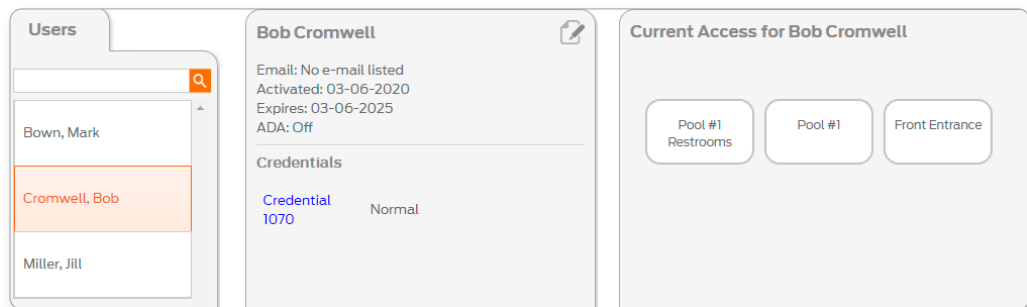 Users
Bown, Mark
Cromwell, Bob
Miller, Jill
Bob Cromwell
Email: No e-mail listed
Activated: 03-06-2020
Expires: 03-06-2025
ADA: Off
Credentials
Credential
1070
Normal
Current Access for Bob Cromwell
Pool #1
Restrooms
Pool #1
Front Entrance